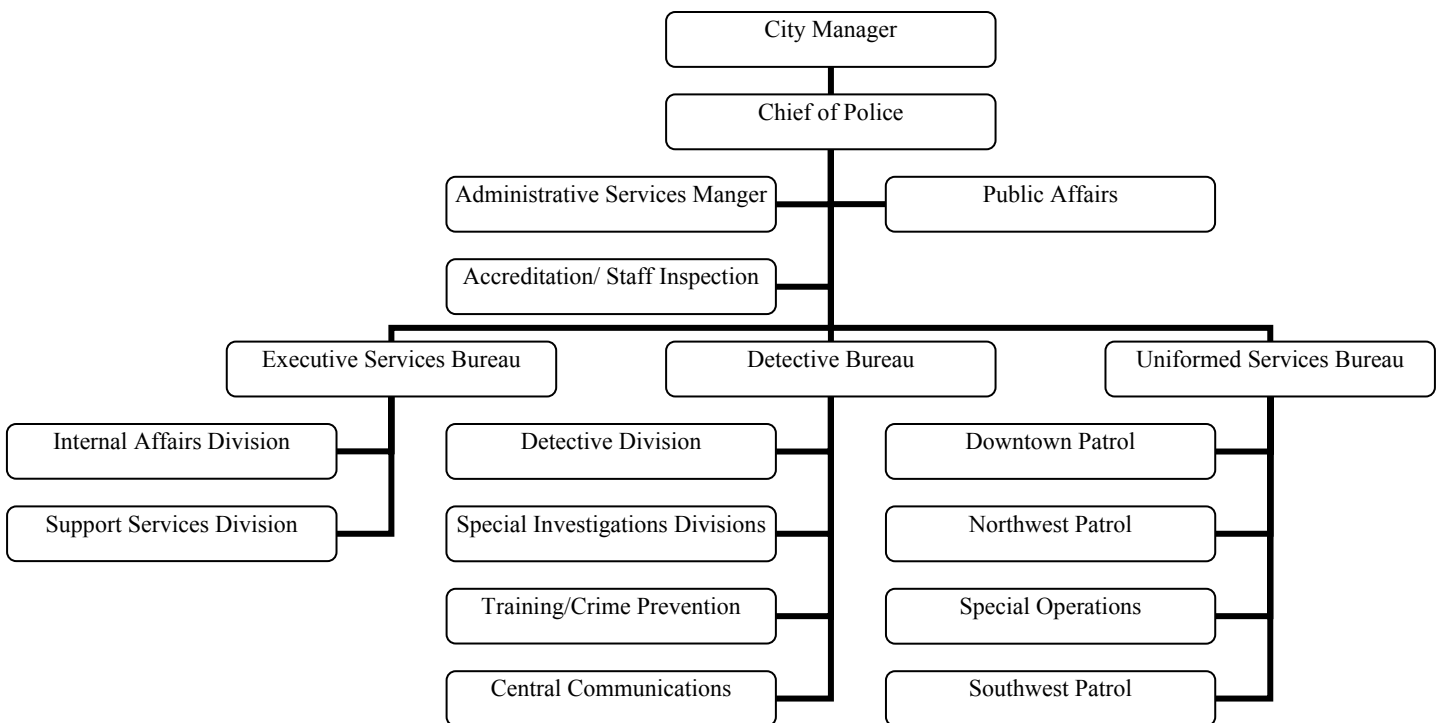 City Manager
Chief of Police
Administrative Services Manger
Public Affairs
Accreditation/ Staff Inspection
Executive Services Bureau
Detective Bureau
Uniformed Services Bureau
Internal Affairs Division
Detective Division
Downtown Patrol
Support Services Division
Special Investigations Divisions
Northwest Patrol
Training/Crime Prevention
Special Operations
Central Communications
Southwest Patrol